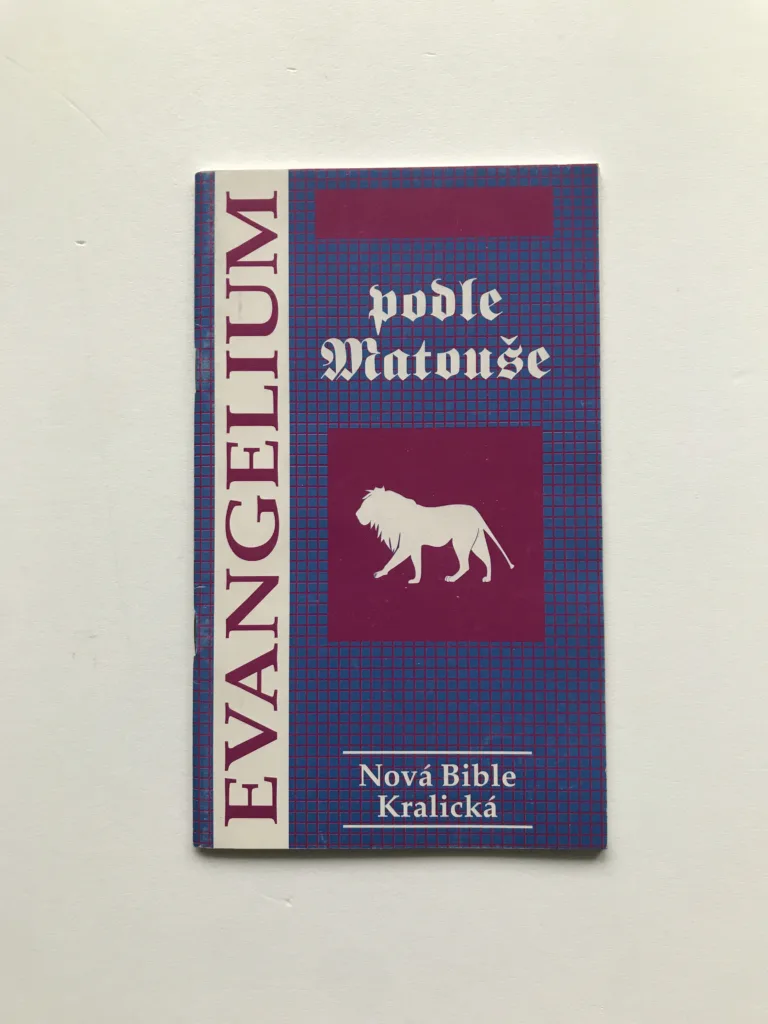 EVANGELIUM
podle
Matouše
Nová Bible
Kralická